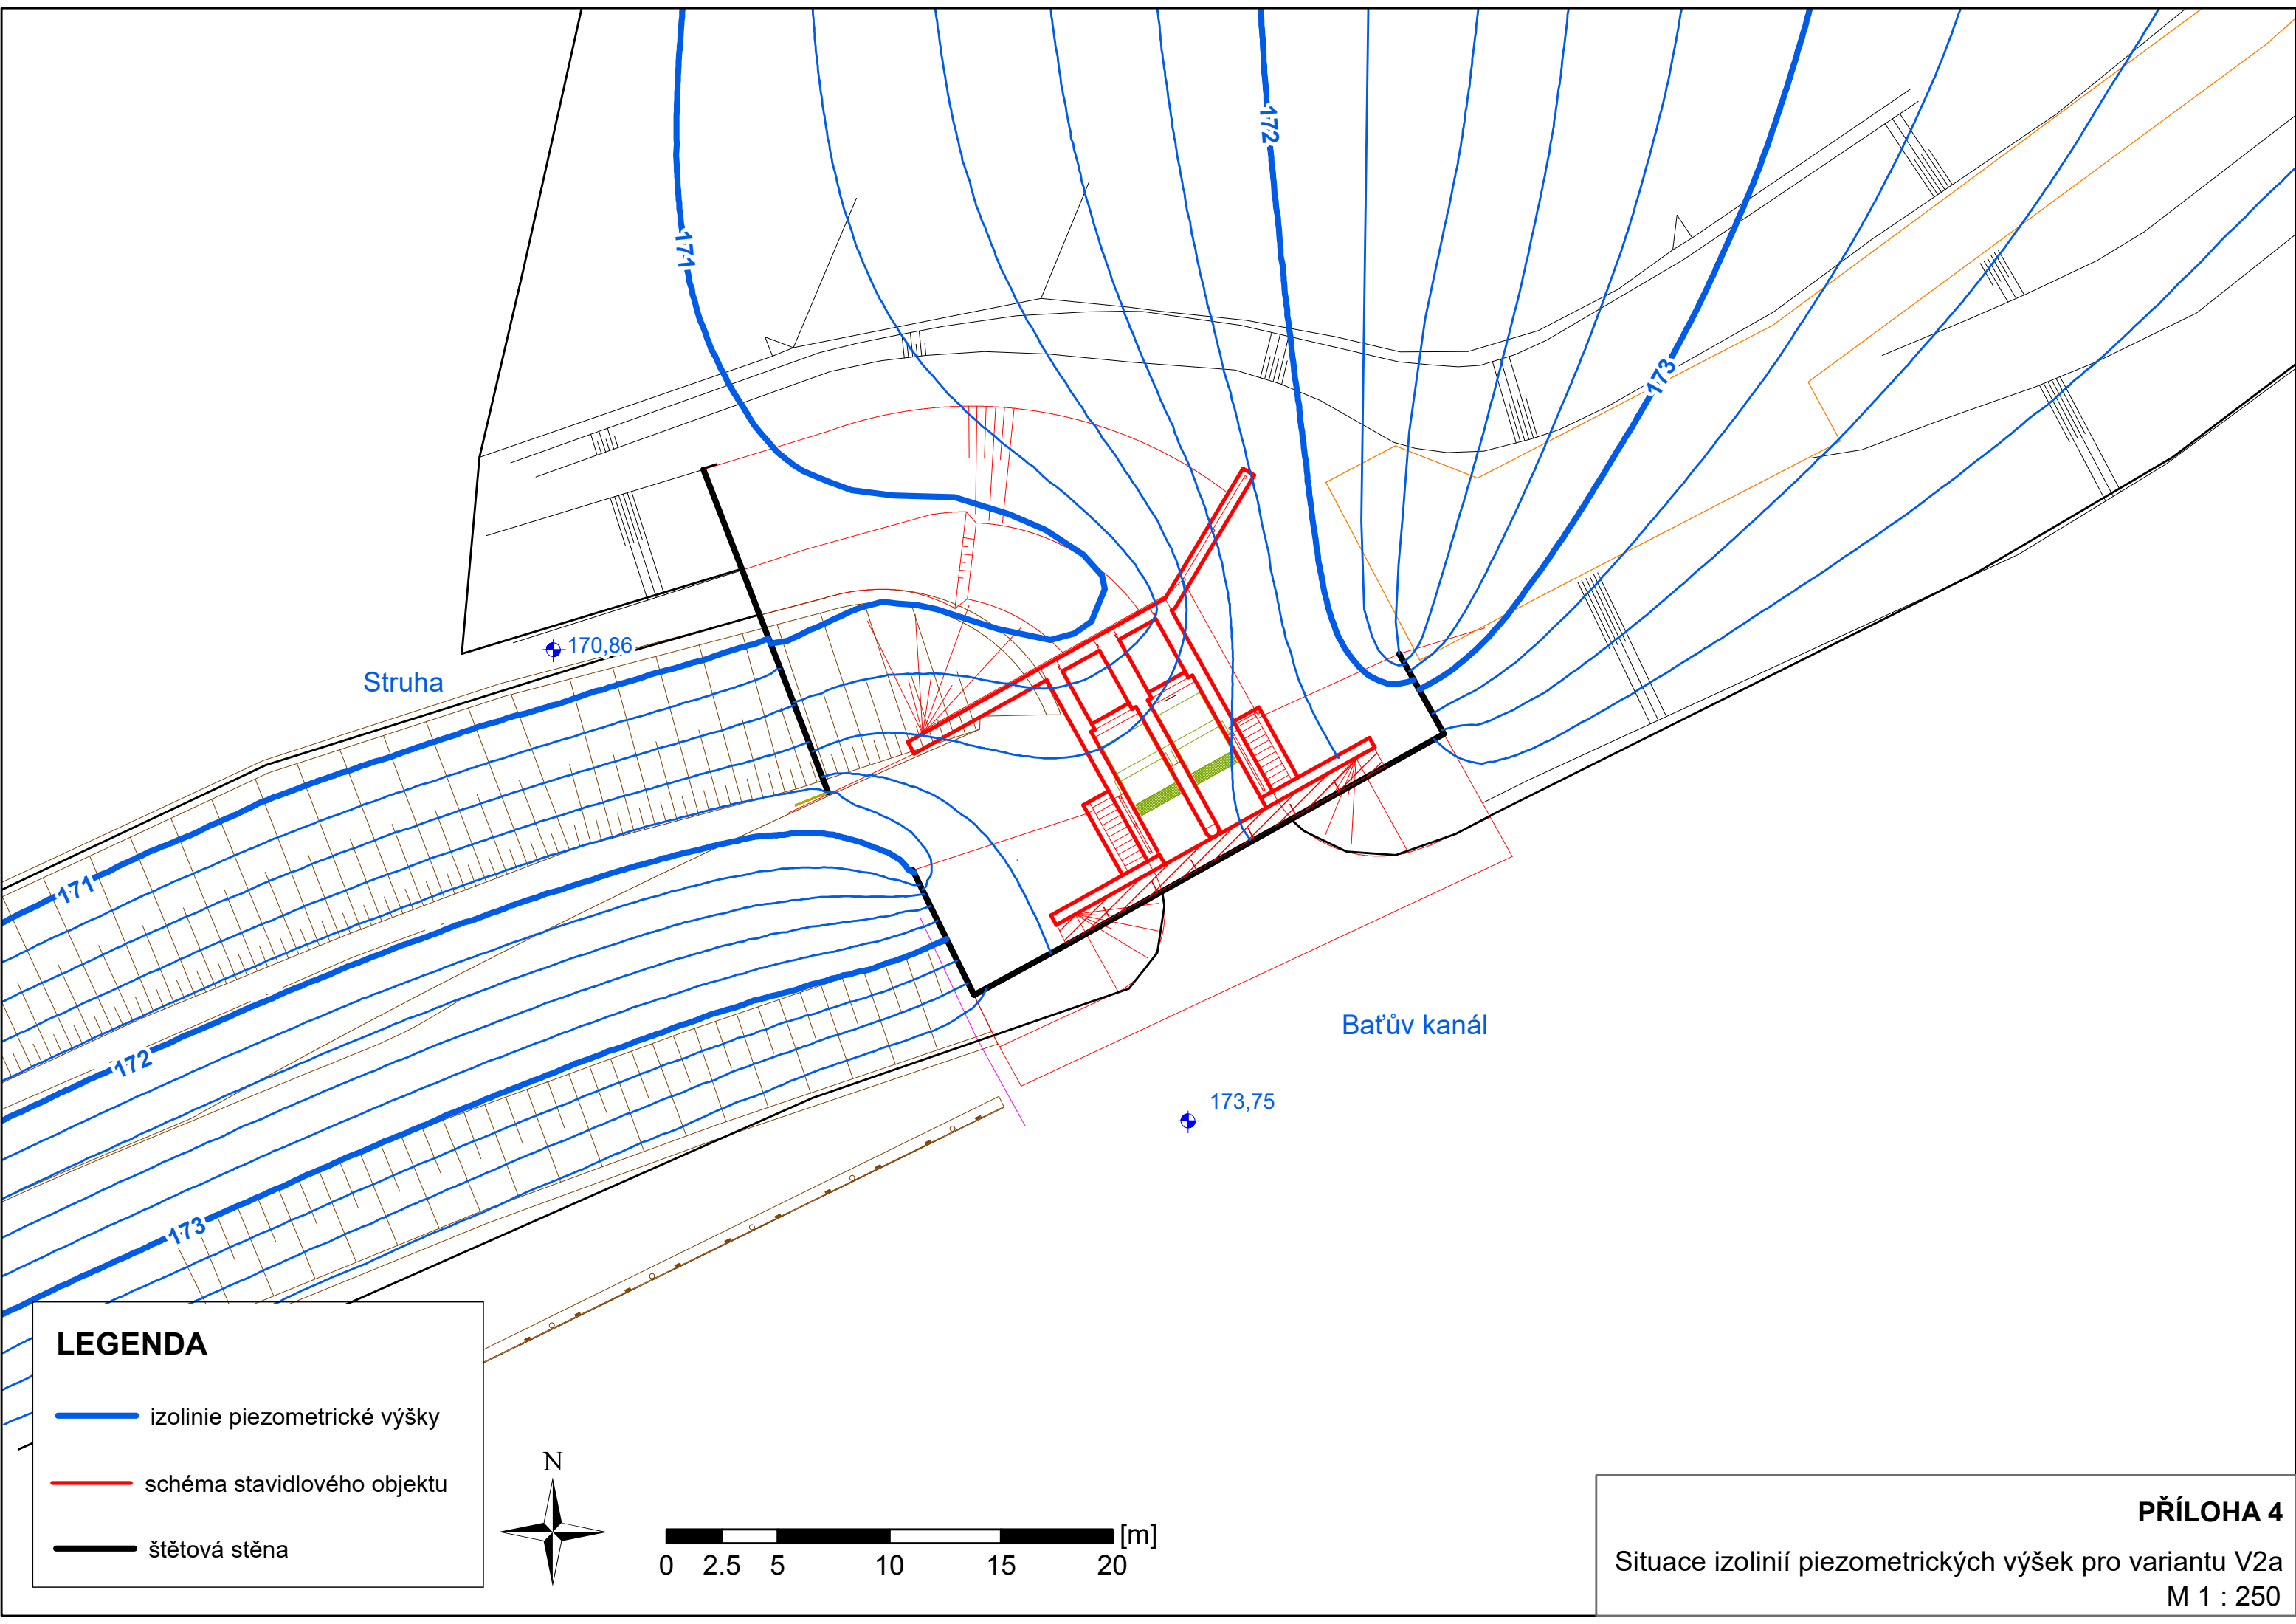 172
171
173
170,86
Struha
171
172
Baťův kanál
173,75
173
LEGENDA
izolinie piezometrické výšky
schéma stavidlového objektu
štětová stěna
N
[m]
0 2.5 5 10 15 20
PŘÍLOHA 4
Situace izolinií piezometrických výšek pro variantu V2a
M 1 : 250